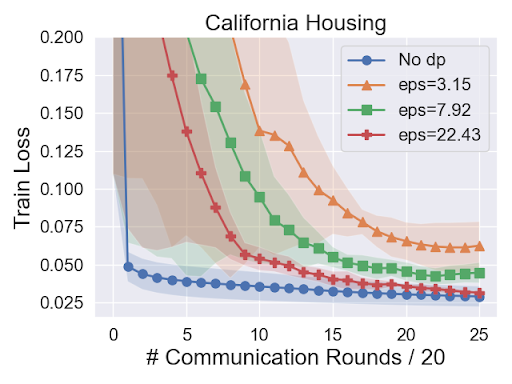 California Housing
Train Loss
0.200
0.175
0.150
0.125
0.100
0.075
0.050
0.025
No dp
eps=3.15
eps=7.92
eps=22.43
0 5 10 15 20 25
# Communication Rounds / 20